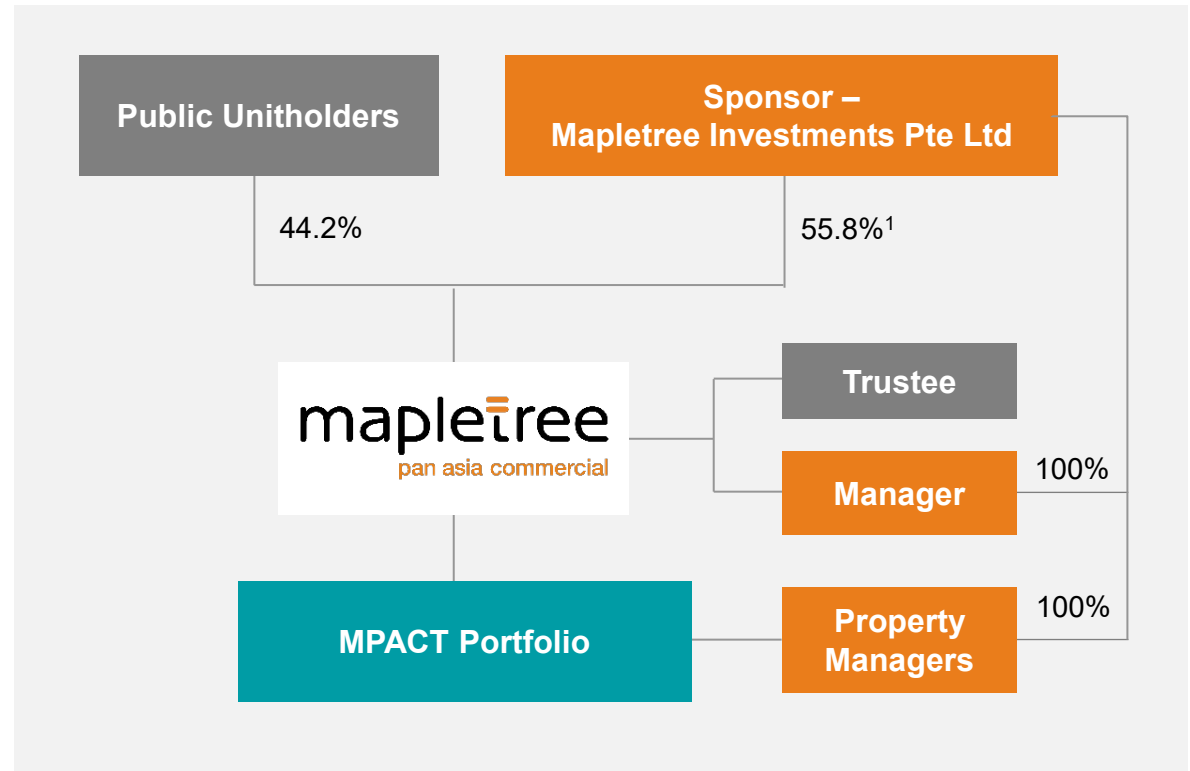 Public Unitholders
Sponsor –
Mapletree Investments Pte Ltd
44.2%
55.8%¹
mapletree
pan asia commercial
Trustee
Manager
100%
MPACT Portfolio
Property
Managers
100%